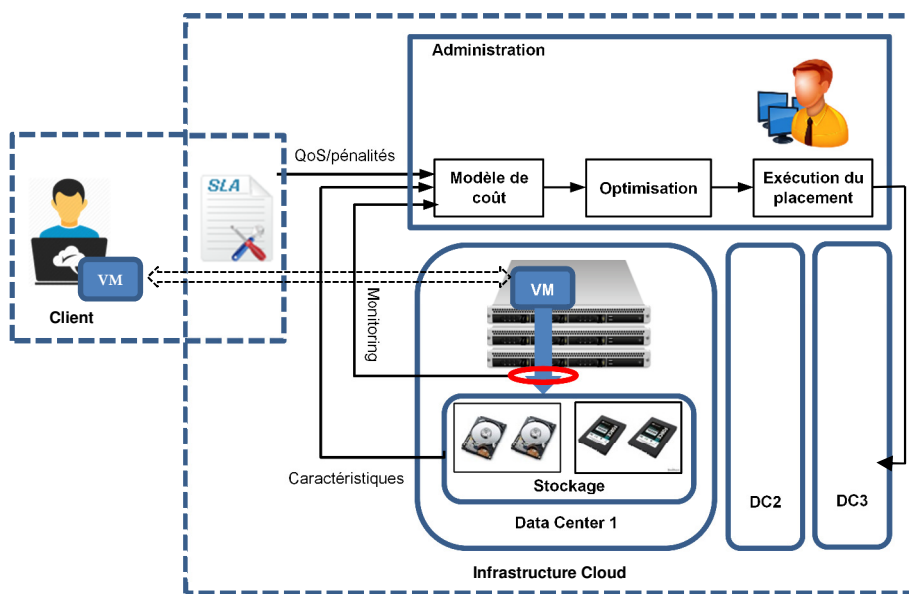 Administration
QoS/pénalités
SLA
Modèle de
coût
Optimisation
Exécution du
placement
VM
Client
VM
Monitoring
Caractéristiques
Stockage
Data Center 1
DC2
DC3
Infrastructure Cloud